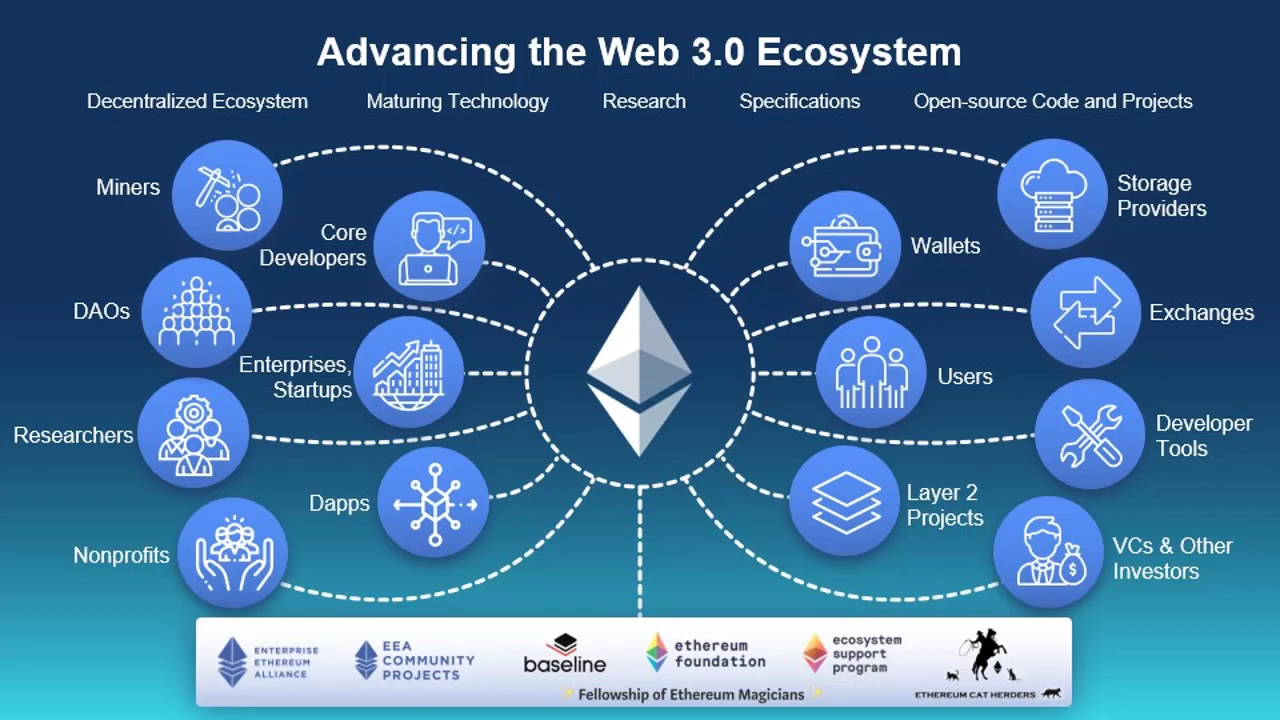 Advancing the Web 3.0 Ecosystem
Decentralized Ecosystem
Maturing Technology
Research
Specifications
Open-source Code and Projects
Miners
Core
Developers
DAOs
Enterprises,
Startups
Researchers
Dapps
Nonprofits
Storage
Providers
Wallets
Exchanges
Users
Developer
Tools
Layer 2
Projects
VCs & Other
Investors
</>
$
ENTERPRISE
ETHEREUM
ALLIANCE
EEA
COMMUNITY
PROJECTS
baseline
ethereum
foundation
ecosystem
support
program
ETHEREUM CAT HERDERS
Fellowship of Ethereum Magicians